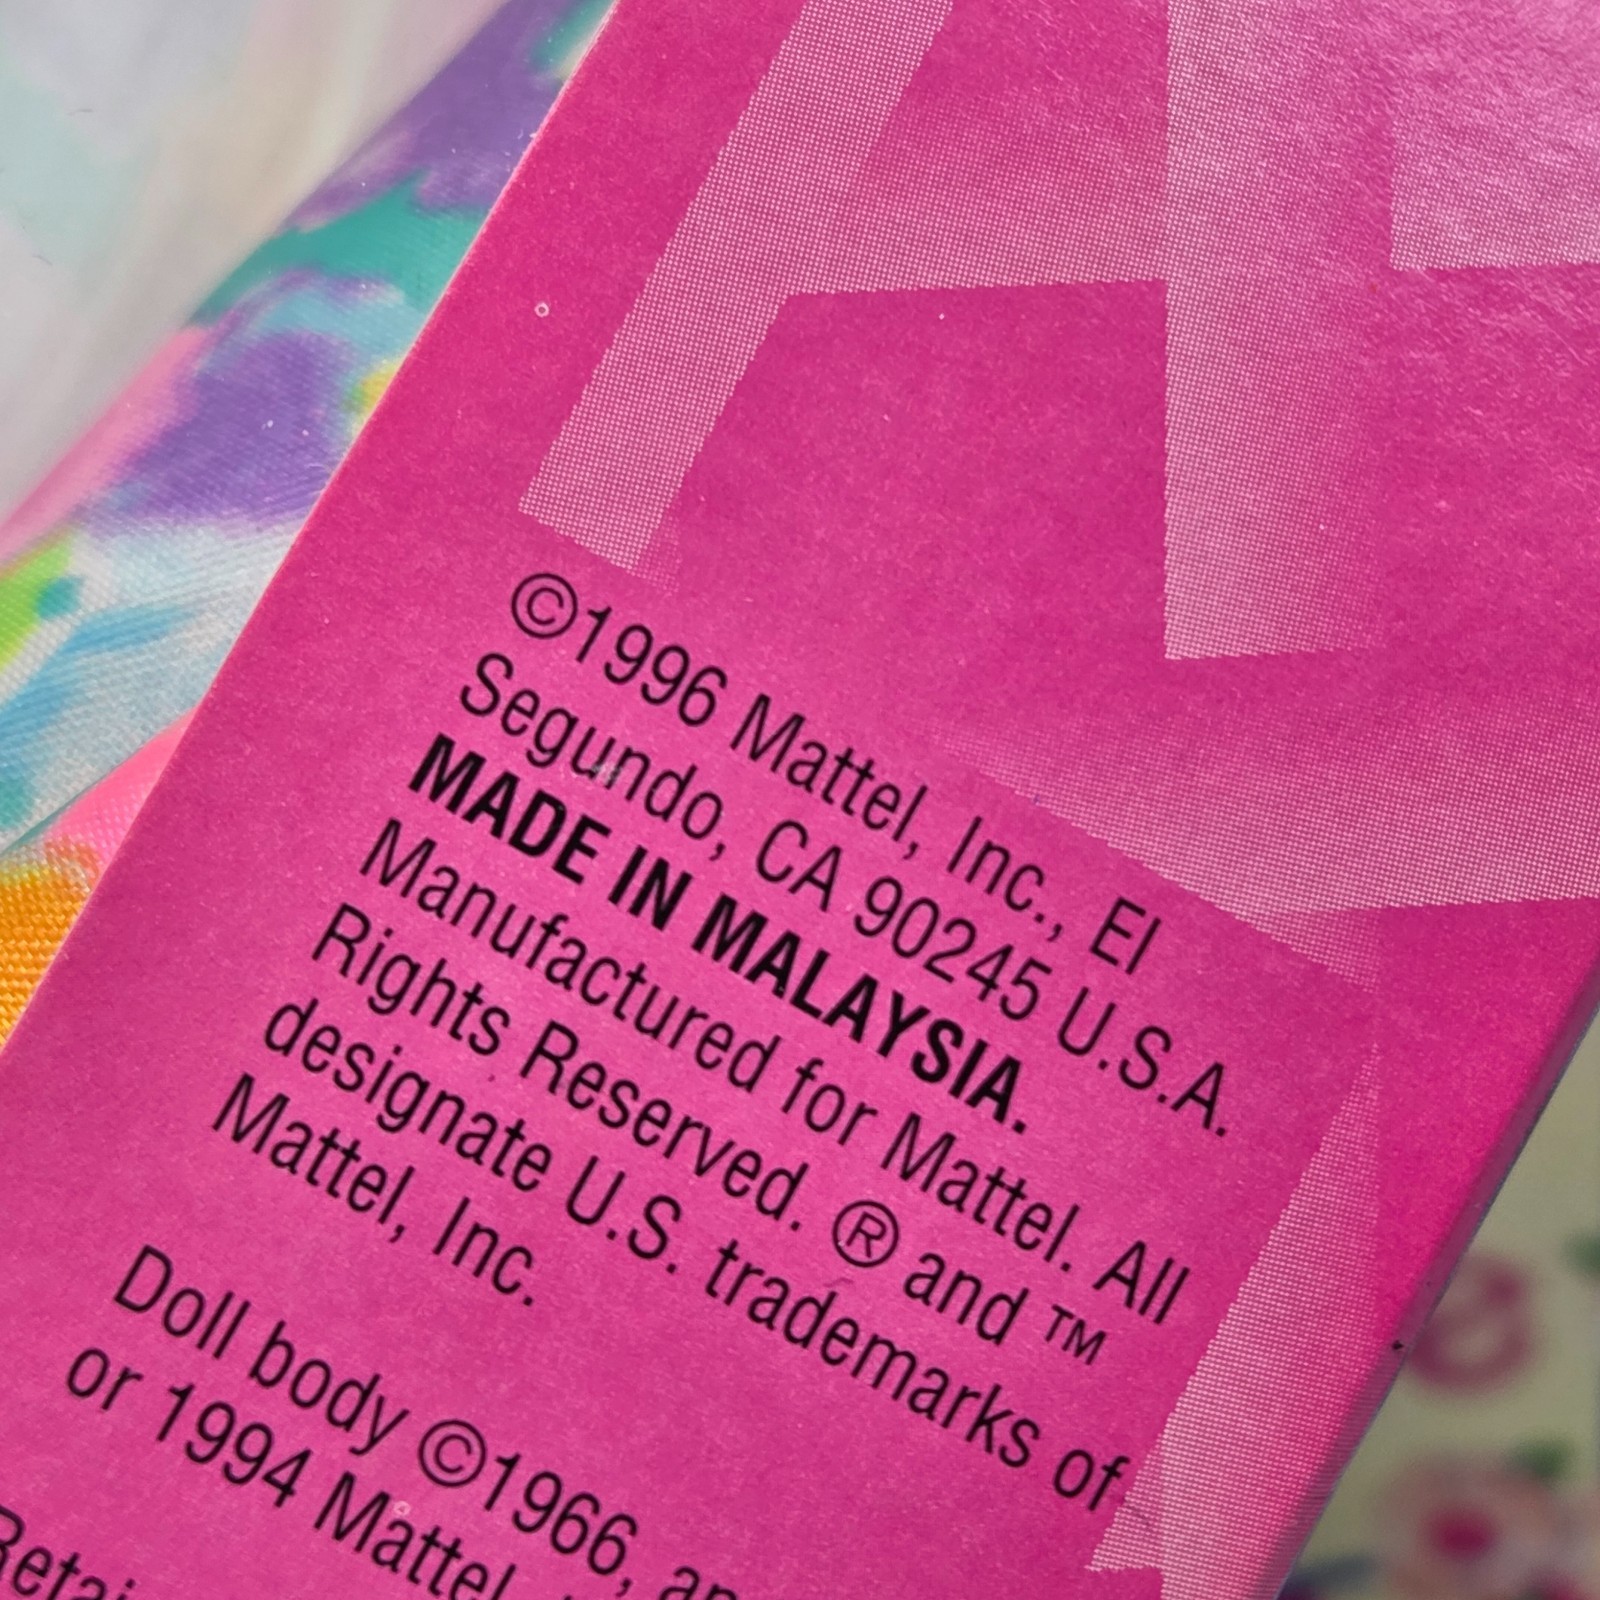 ©1996 Mattel, Inc., El
Segundo, CA 90245 U.S.A.
MADE IN MALAYSIA.
Manufactured for Mattel. All
Rights Reserved. ® and ™
designate U.S. trademarks of
Mattel, Inc.
Doll body ©1966,
or 1994 Mattel,